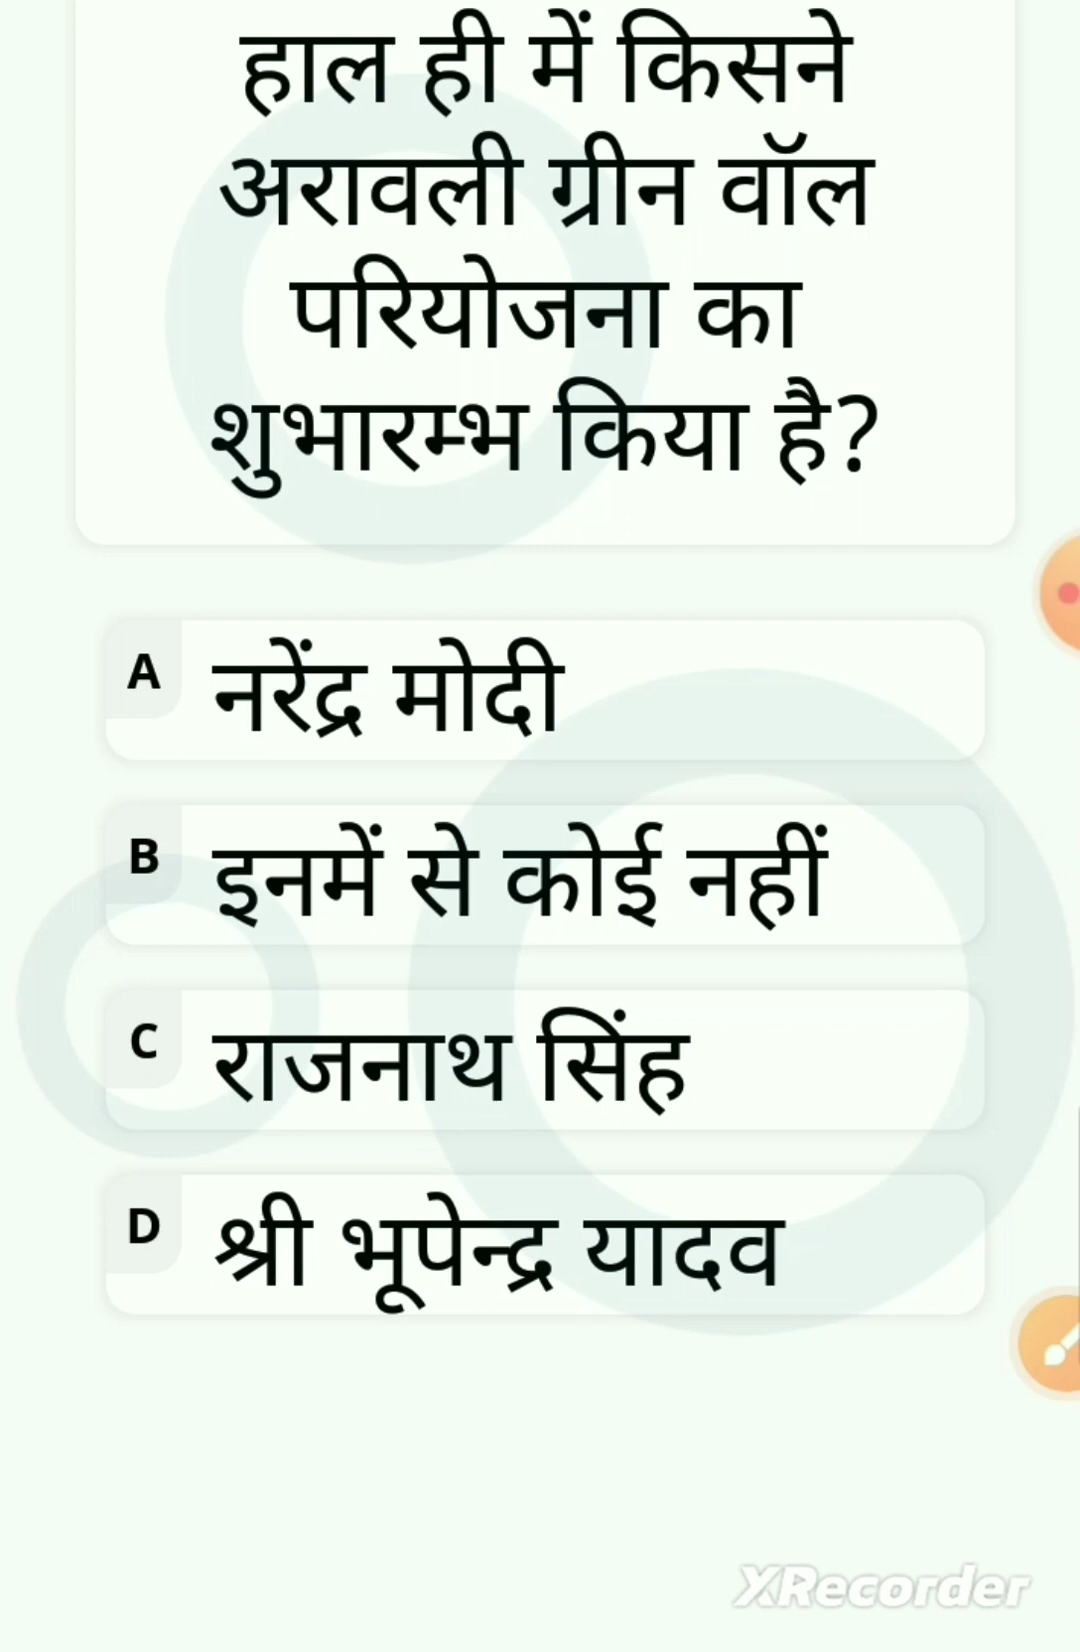 हाल ही में किसने
अरावली ग्रीन वॉल
परियोजना का
शुभारम्भ किया है?
A नरेंद्र मोदी
B इनमें से कोई नहीं
C राजनाथ सिंह
D श्री भूपेन्द्र यादव
XRecorder